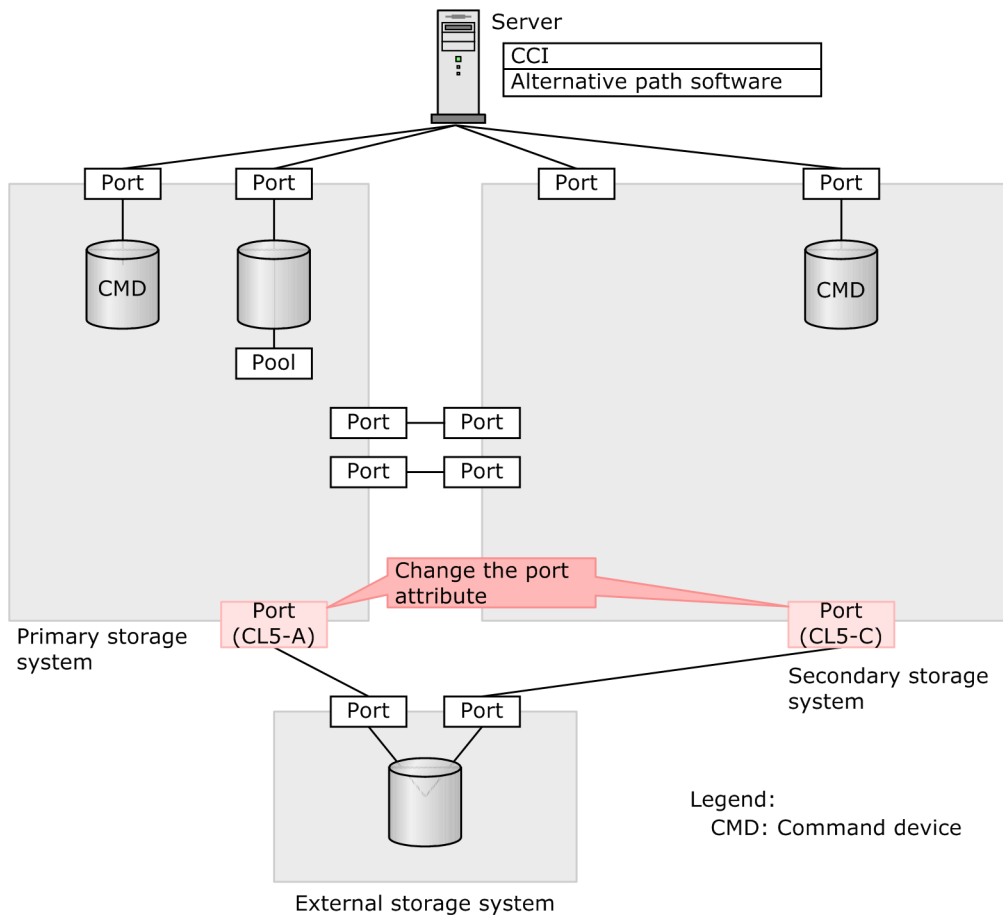 Server
CCI
Alternative path software
Port
Port
Port
Port
CMD
CMD
Pool
Port
Port
Port
Port
Change the port
attribute
Port
(CL5-A)
Port
(CL5-C)
Primary storage
system
Secondary storage
system
Port
Port
Legend:
CMD: Command device
External storage system